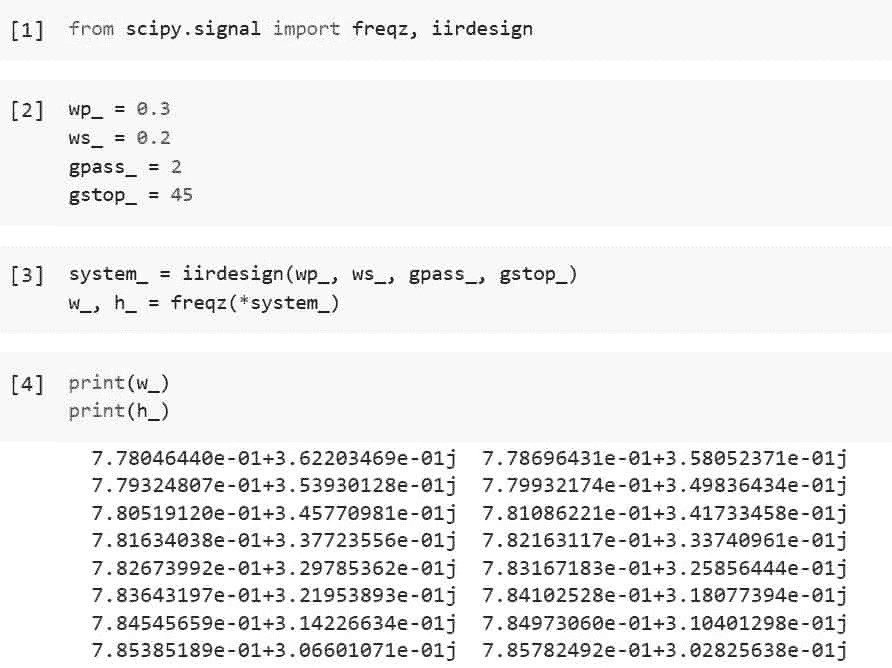 [1] from scipy.signal import freqz, iirdesign
[2] wp_ = 0.3
ws_ = 0.2
gpass_ = 2
gstop_ = 45
[3] system_ = iirdesign(wp_, ws_, gpass_, gstop_)
w_, h_ = freqz(*system_)
[4] print(w_)
print(h_)
7.78046440e-01+3.62203469e-01j 7.78696431e-01+3.58052371e-01j
7.79324807e-01+3.53930128e-01j 7.79932174e-01+3.49836434e-01j
7.80519120e-01+3.45770981e-01j 7.81086221e-01+3.41733458e-01j
7.81634038e-01+3.37723556e-01j 7.82163117e-01+3.33740961e-01j
7.82673992e-01+3.29785362e-01j 7.83167183e-01+3.25856444e-01j
7.83643197e-01+3.21953893e-01j 7.84102528e-01+3.18077394e-01j
7.84545659e-01+3.14226634e-01j 7.84973060e-01+3.10401298e-01j
7.85385189e-01+3.06601071e-01j 7.85782492e-01+3.02825638e-01j